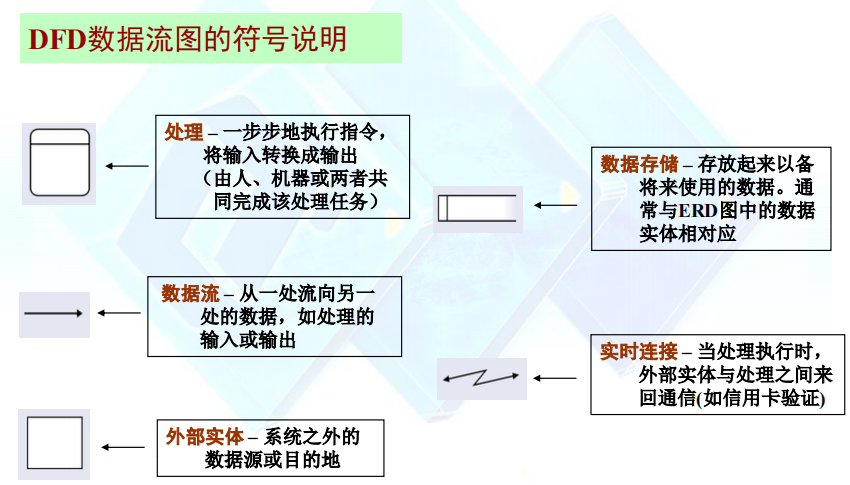 DFD数据流图的符号说明
处理 – 一步步地执行指令，
将输入转换成输出
（由人、机器或两者共
同完成该处理任务）
数据存储 – 存放起来以备
将来使用的数据。通
常与ERD图中的数据
实体相对应
数据流 – 从一处流向另一
处的数据，如处理的
输入或输出
实时连接 – 当处理执行时，
外部实体与处理之间来
回通信(如信用卡验证)
外部实体 – 系统之外的
数据源或目的地